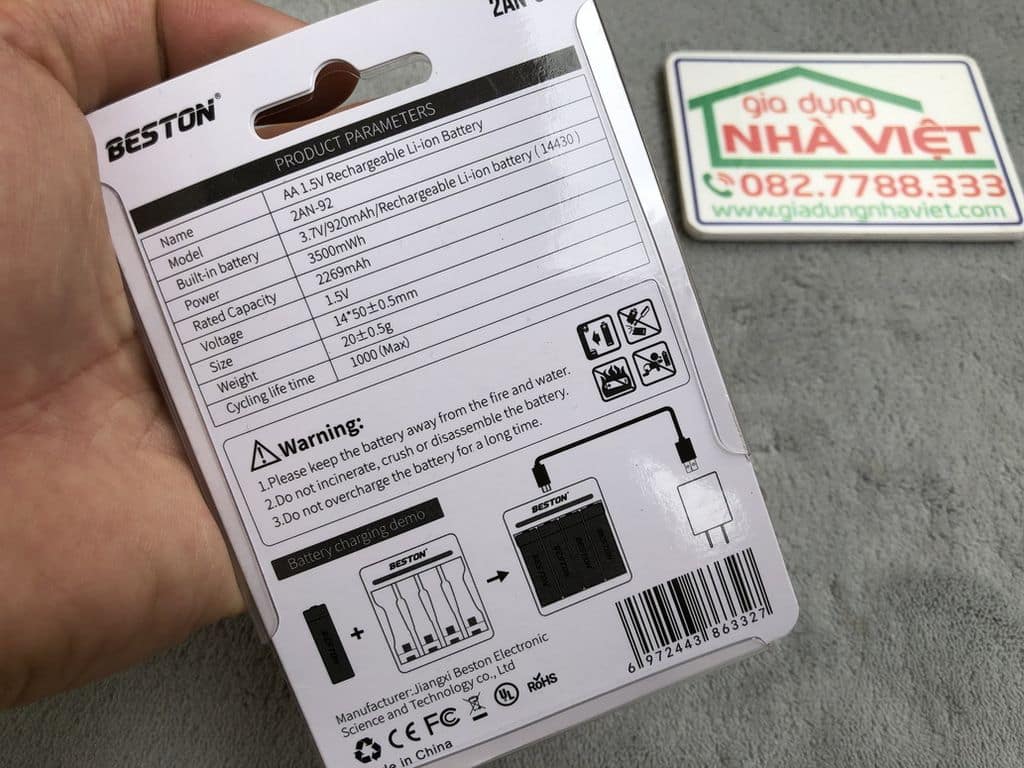 BESTON®
PRODUCT PARAMETERS
Name AA 1.5V Rechargeable Li-ion Battery
Model 2AN-92
Built-in battery 3.7V/920mAh/Rechargeable Li-ion battery ( 14430 )
Power 3500mWh
Rated Capacity 2269mAh
Voltage 1.5V
Size 14*50±0.5mm
Weight 20±0.5g
Cycling life time 1000 (Max)
Warning:
1.Please keep the battery away from the fire and water.
2.Do not incinerate, crush or disassemble the battery.
3.Do not overcharge the battery for a long time.
Battery charging demo
BESTON
+
BESTON
BESTON
Manufacturer:Jiangxi Beston Electronic
Science and Technology co., Ltd
CE FC UL RoHS
in China
6 972443 863327
gia dụng
NHÀ VIỆT
082.7788.333
www.giadungnhaviet.com